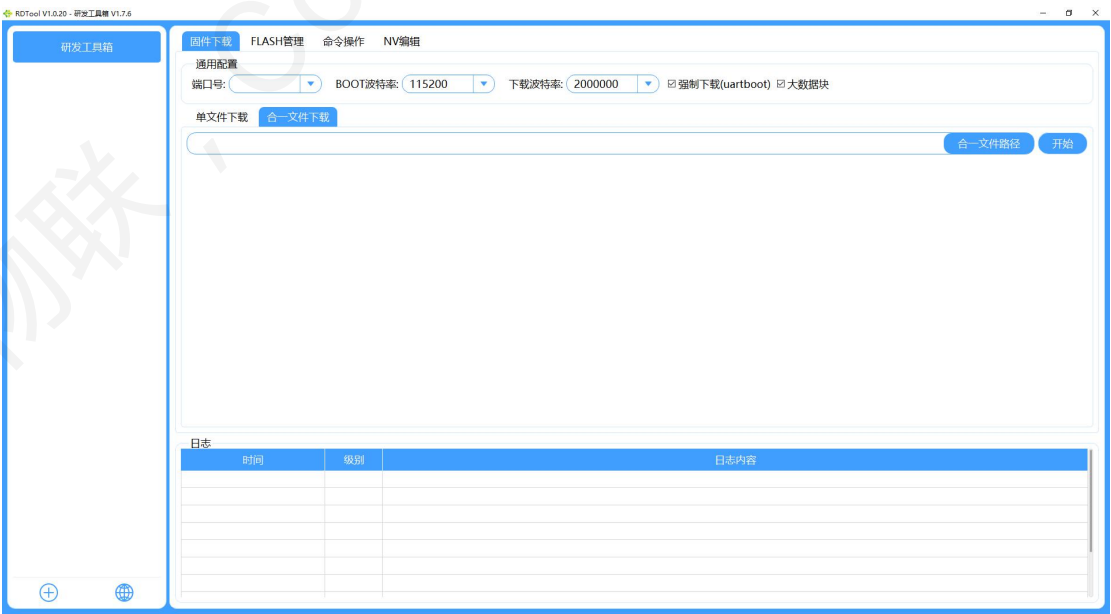 RDTool V1.0.20 - 研发工具箱 V1.7.6
研发工具箱
固件下载 FLASH管理 命令操作 NV编辑
通用配置
端口号: BOOT波特率: 115200 下载波特率: 2000000 强制下载(uartboot) 大数据块
单文件下载 合一文件下载
合一文件路径 开始
日志
时间 级别 日志内容
物联